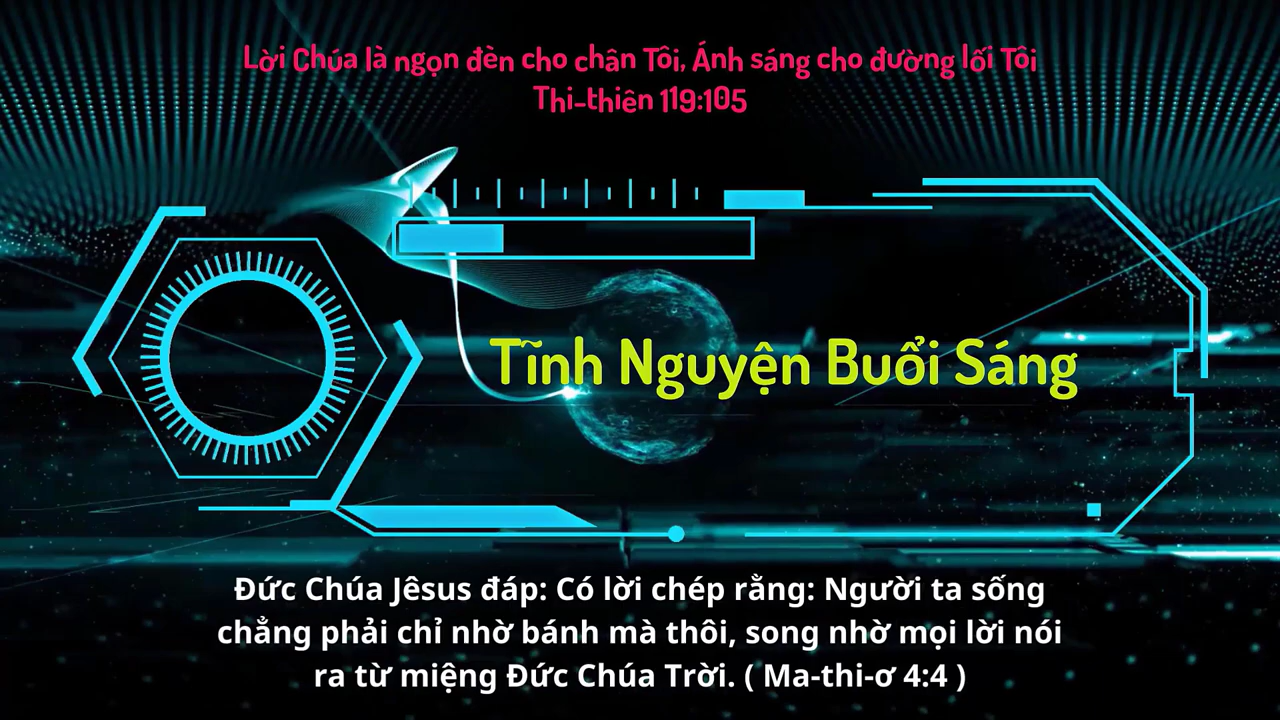 Lời Chúa là ngọn đèn cho chân Tôi, Ánh sáng cho đường lối Tôi
Thi-thiên 119:105
Tĩnh Nguyện Buổi Sáng
Đức Chúa Jêsus đáp: Có lời chép rằng: Người ta sống
chẳng phải chỉ nhờ bánh mà thôi, song nhờ mọi lời nói
ra từ miệng Đức Chúa Trời. ( Ma-thi-ơ 4:4 )